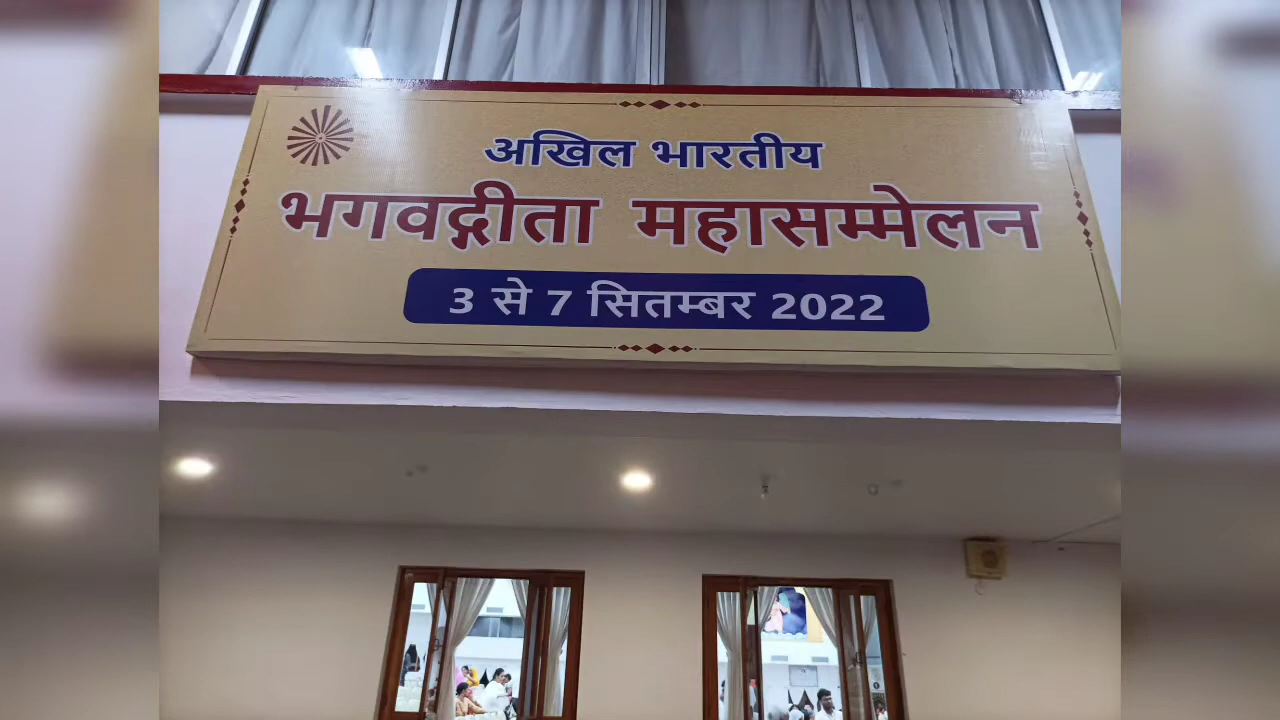 अखिल भारतीय
भगवद्गीता महासम्मेलन
3 से 7 सितम्बर 2022